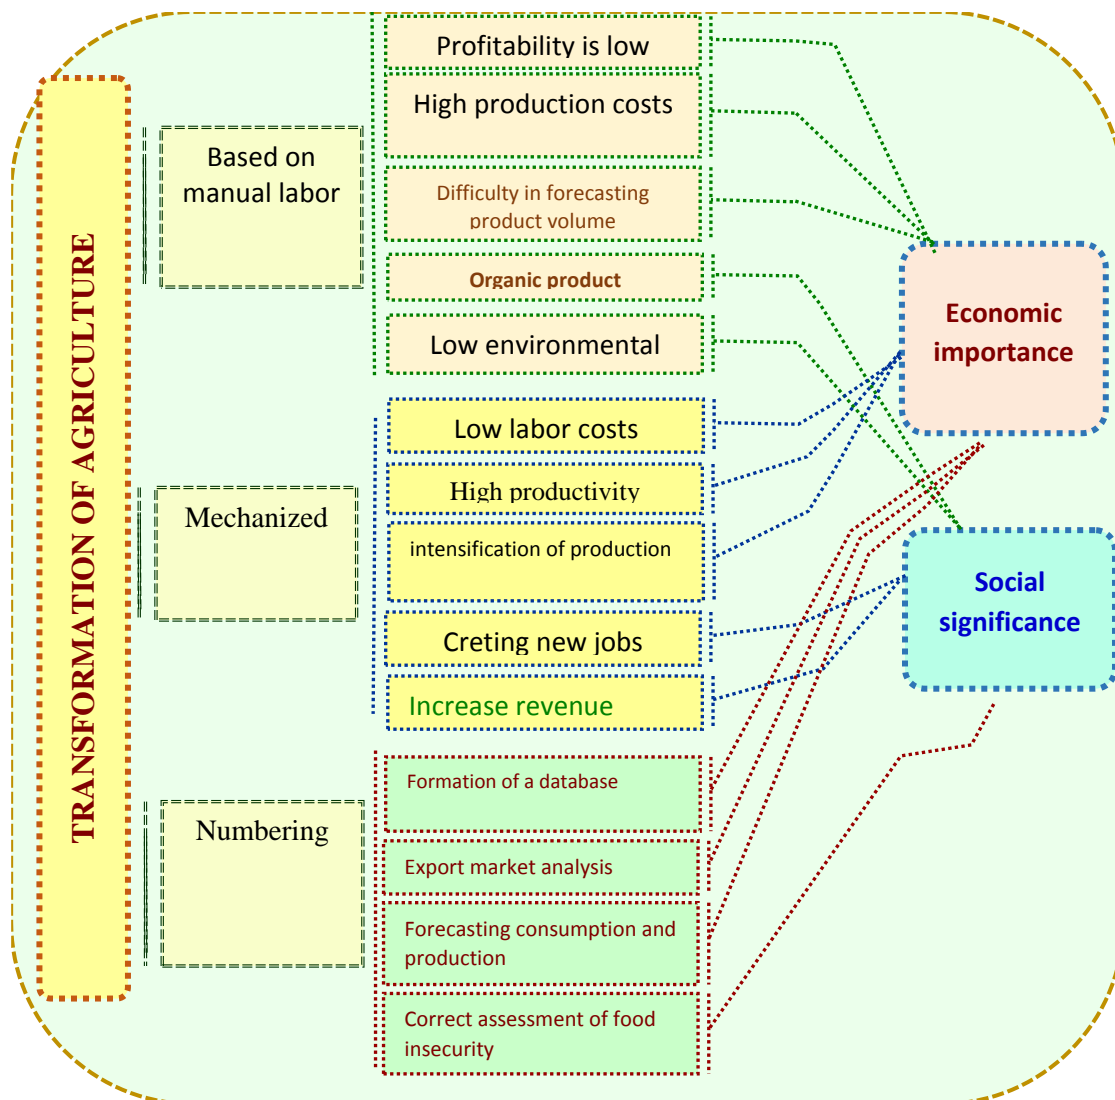 TRANSFORMATION OF AGRICULTURE
Based on
manual labor
Profitability is low
High production costs
Difficulty in forecasting
product volume
Organic product
Low environmental
Mechanized
Low labor costs
High productivity
intensification of production
Creting new jobs
Increase revenue
Numbering
Formation of a database
Export market analysis
Forecasting consumption and
production
Correct assessment of food
insecurity
Economic
importance
Social
significance